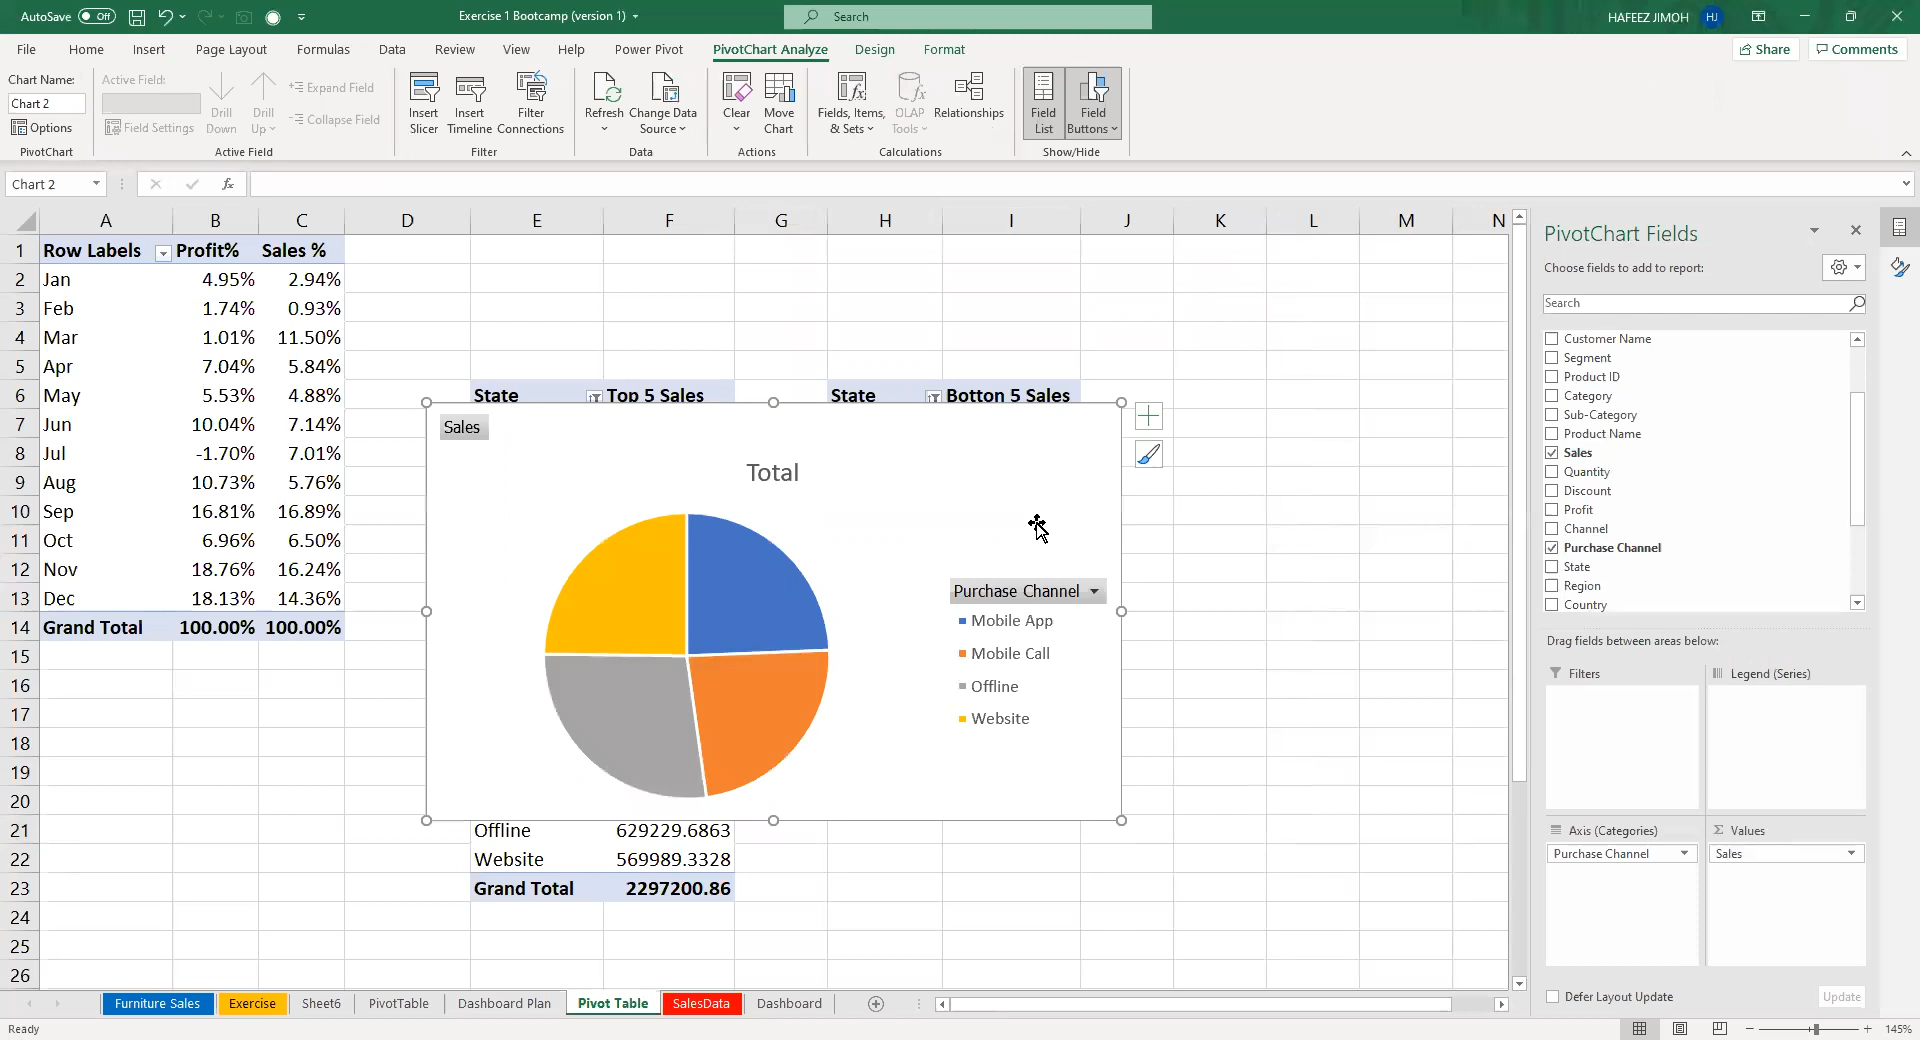 AutoSave Off Exercise 1 Bootcamp (version 1) Search HAFEEZ JIMOH HJ
File Home Insert Page Layout Formulas Data Review View Help Power Pivot PivotChart Analyze Design Format Share Comments
Chart Name:
Chart 2
Options
PivotChart
Active Field:
Field Settings
Drill Down
Drill Up
Expand Field
Collapse Field
Active Field
Insert Slicer
Insert Timeline
Filter Connections
Filter
Refresh
Change Data Source
Data
Clear
Move Chart
Actions
Fields, Items, & Sets
OLAP Tools
Relationships
Calculations
Field List
Field Buttons
Show/Hide
Chart 2 fx
A B C D E F G H I J K L M N
1 Row Labels Profit% Sales %
2 Jan 4.95% 2.94%
3 Feb 1.74% 0.93%
4 Mar 1.01% 11.50%
5 Apr 7.04% 5.84%
6 May 5.53% 4.88% State Top 5 Sales State Botton 5 Sales
7 Jun 10.04% 7.14%
8 Jul -1.70% 7.01%
9 Aug 10.73% 5.76%
10 Sep 16.81% 16.89%
11 Oct 6.96% 6.50%
12 Nov 18.76% 16.24%
13 Dec 18.13% 14.36%
14 Grand Total 100.00% 100.00%
15
16
17
18
19
20
21 Offline 629229.6863
22 Website 569989.3328
23 Grand Total 2297200.86
24
25
26
Sales
Total
Purchase Channel
Mobile App
Mobile Call
Offline
Website
PivotChart Fields
Choose fields to add to report:
Search
Customer Name
Segment
Product ID
Category
Sub-Category
Product Name
Sales
Quantity
Discount
Profit
Channel
Purchase Channel
State
Region
Country
Drag fields between areas below:
Filters
Legend (Series)
Axis (Categories)
Purchase Channel
Values
Sales
Defer Layout Update Update
Furniture Sales Exercise Sheet6 PivotTable Dashboard Plan Pivot Table SalesData Dashboard
Ready 145%